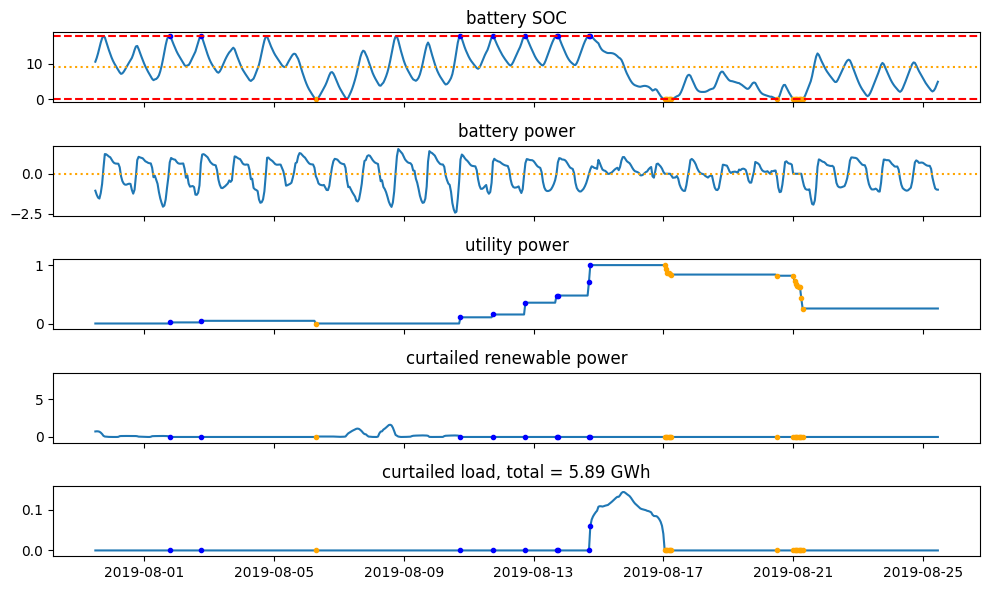 battery SOC
10
0
battery power
0.0
−2.5
utility power
1
0
curtailed renewable power
5
0
curtailed load, total = 5.89 GWh
0.1
0.0
2019-08-01 2019-08-05 2019-08-09 2019-08-13 2019-08-17 2019-08-21 2019-08-25